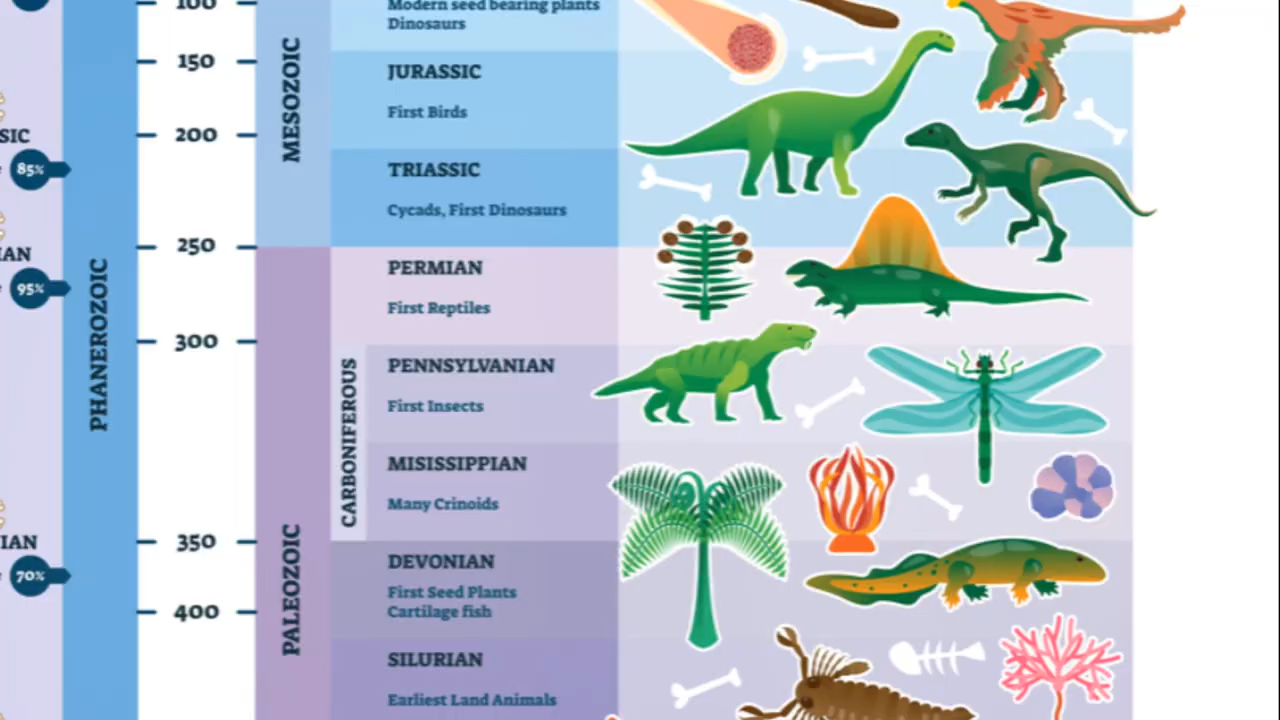 100
Modern seed bearing plants
Dinosaurs
MESOZOIC
150
JURASSIC
First Birds
200
SIC
85%
TRIASSIC
Cycads, First Dinosaurs
250
IAN
95%
PHANEROZOIC
PERMIAN
First Reptiles
300
CARBONIFEROUS
PENNSYLVANIAN
First Insects
MISISSIPPIAN
Many Crinoids
350
IAN
70%
PALEOZOIC
DEVONIAN
First Seed Plants
Cartilage fish
400
SILURIAN
Earliest Land Animals